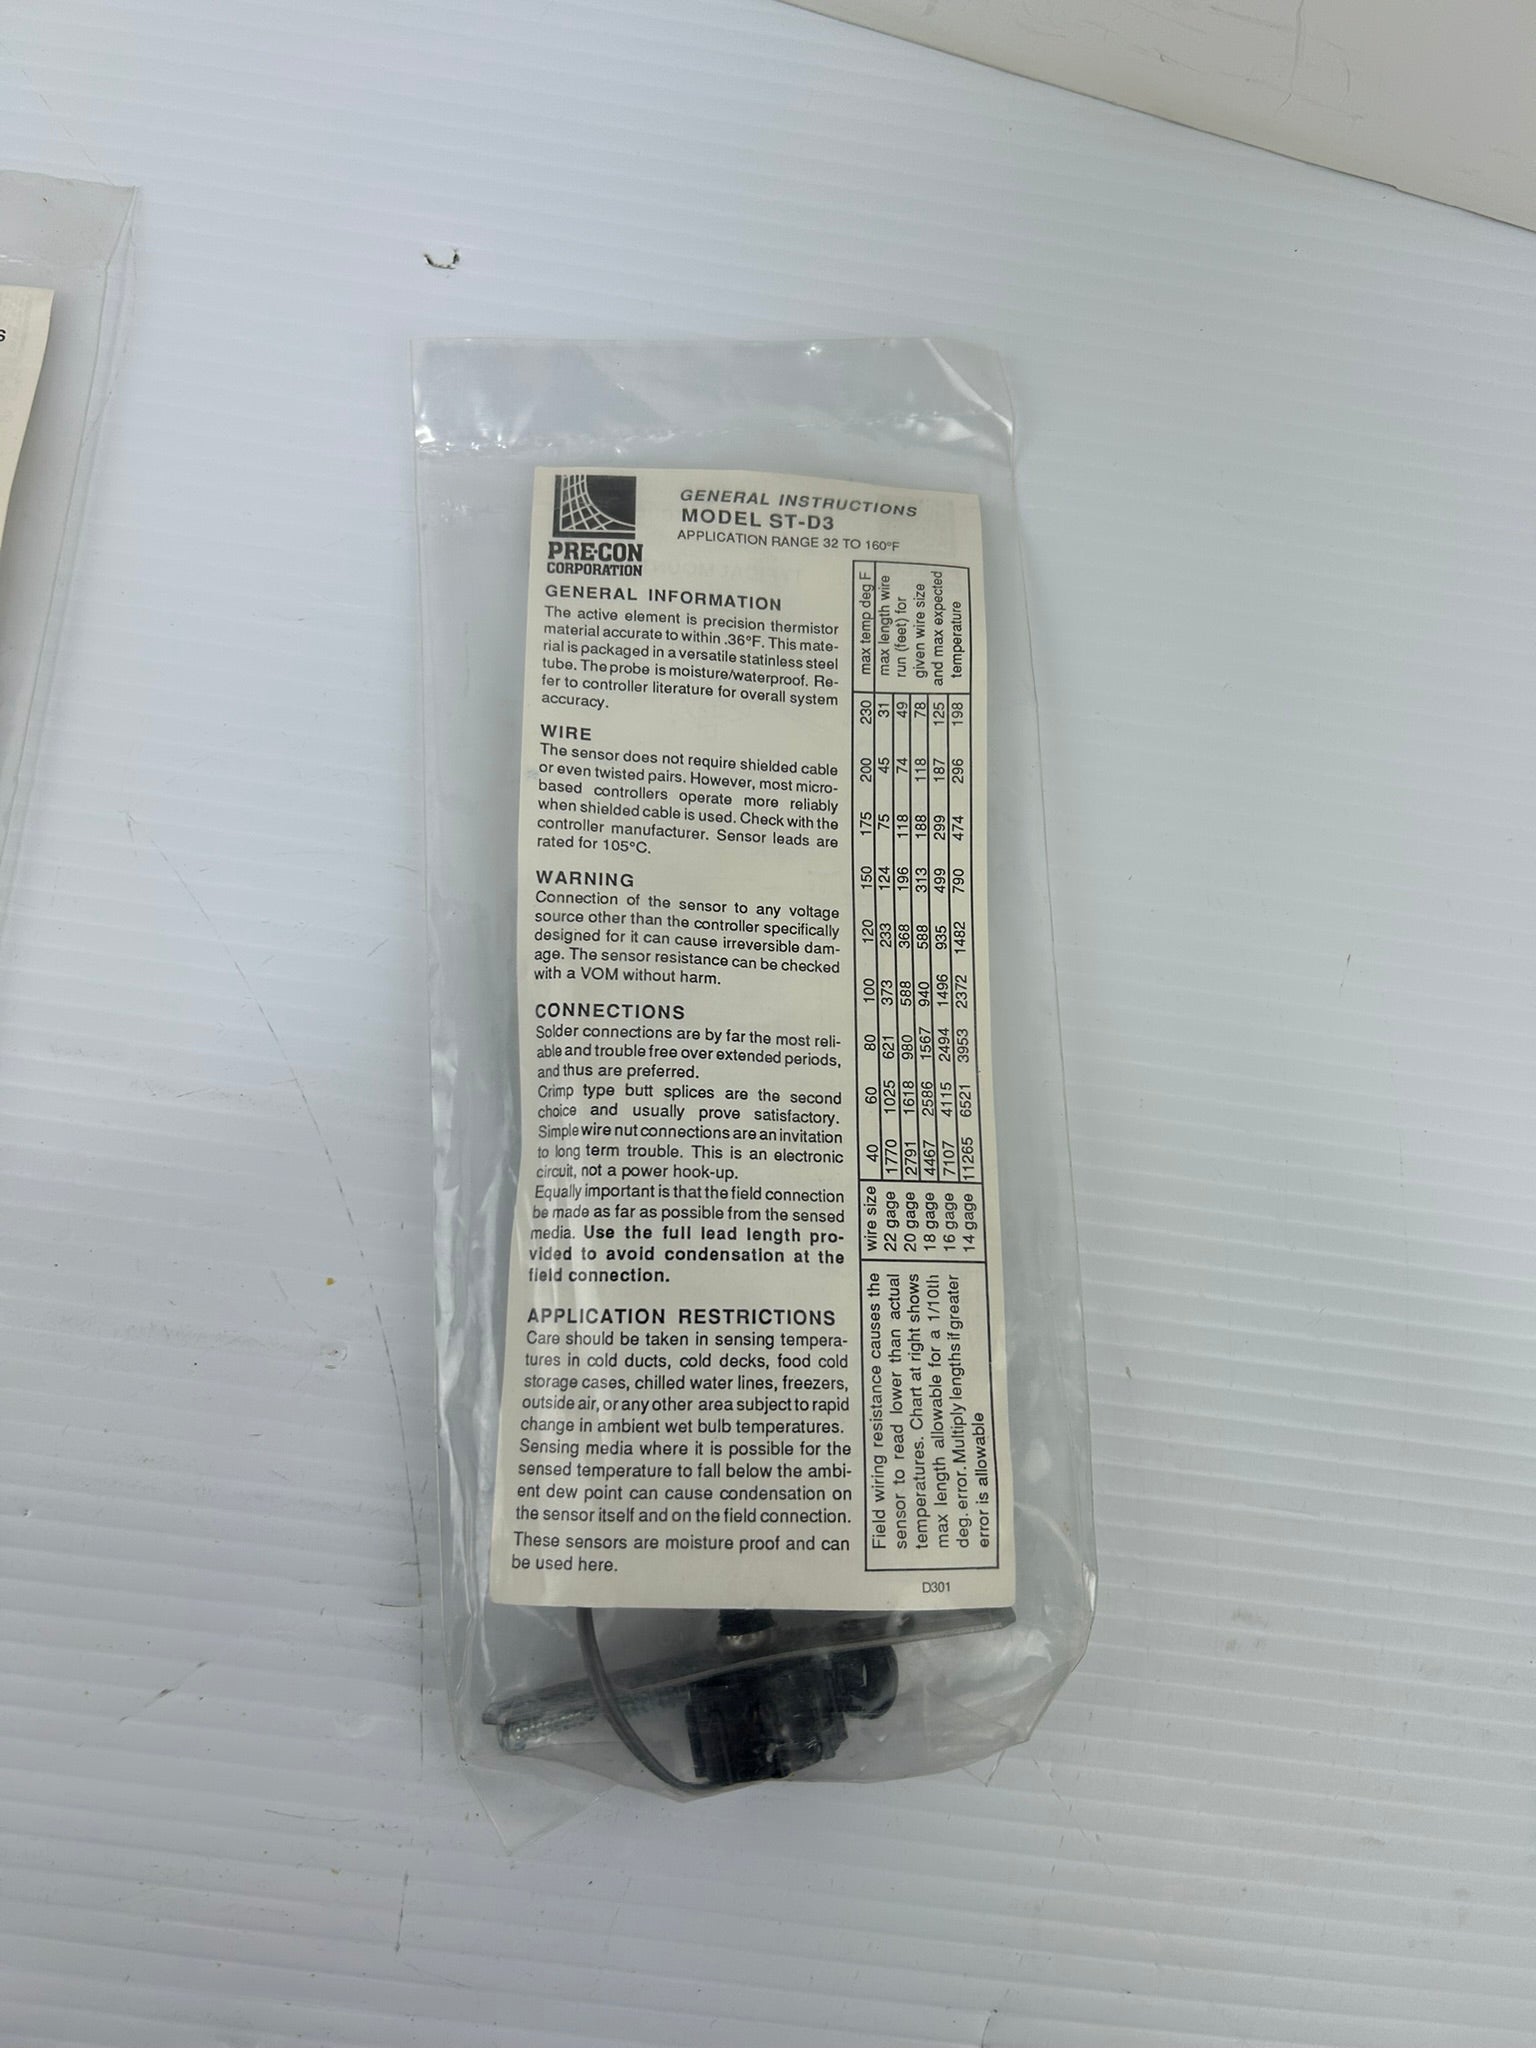 s
PRE-CON
CORPORATION
GENERAL INSTRUCTIONS
MODEL ST-D3
APPLICATION RANGE 32 TO 160°F
GENERAL INFORMATION
The active element is precision thermistor
material accurate to within .36°F. This mate-
rial is packaged in a versatile statinless steel
tube. The probe is moisture/waterproof. Re-
fer to controller literature for overall system
accuracy.
WIRE
The sensor does not require shielded cable
or even twisted pairs. However, most micro-
based controllers operate more reliably
when shielded cable is used. Check with the
controller manufacturer. Sensor leads are
rated for 105°C.
WARNING
Connection of the sensor to any voltage
source other than the controller specifically
designed for it can cause irreversible dam-
age. The sensor resistance can be checked
with a VOM without harm.
CONNECTIONS
Solder connections are by far the most reli-
able and trouble free over extended periods,
and thus are preferred.
Crimp type butt splices are the second
choice and usually prove satisfactory.
Simple wire nut connections are an invitation
to long term trouble. This is an electronic
circuit, not a power hook-up.
Equally important is that the field connection
be made as far as possible from the sensed
media. Use the full lead length pro-
vided to avoid condensation at the
field connection.
APPLICATION RESTRICTIONS
Care should be taken in sensing tempera-
tures in cold ducts, cold decks, food cold
storage cases, chilled water lines, freezers,
outside air, or any other area subject to rapid
change in ambient wet bulb temperatures.
Sensing media where it is possible for the
sensed temperature to fall below the ambi-
ent dew point can cause condensation on
the sensor itself and on the field connection.
These sensors are moisture proof and can
be used here.
Field wiring resistance causes the
sensor to read lower than actual
temperatures. Chart at right shows
max length allowable for a 1/10th
deg. error. Multiply lengths if greater
error is allowable
wire size 40 60 80 100 120 150 175 200 230 max temp deg F
22 gage 1770 1025 621 373 233 124 75 45 31 max length wire
20 gage 2791 1618 980 588 368 196 118 74 49 run (feet) for
18 gage 4467 2586 1567 940 588 313 188 118 78 given wire size
16 gage 7107 4115 2494 1496 935 499 299 187 125 and max expected
14 gage 11265 6521 3953 2372 1482 790 474 296 198 temperature
D301